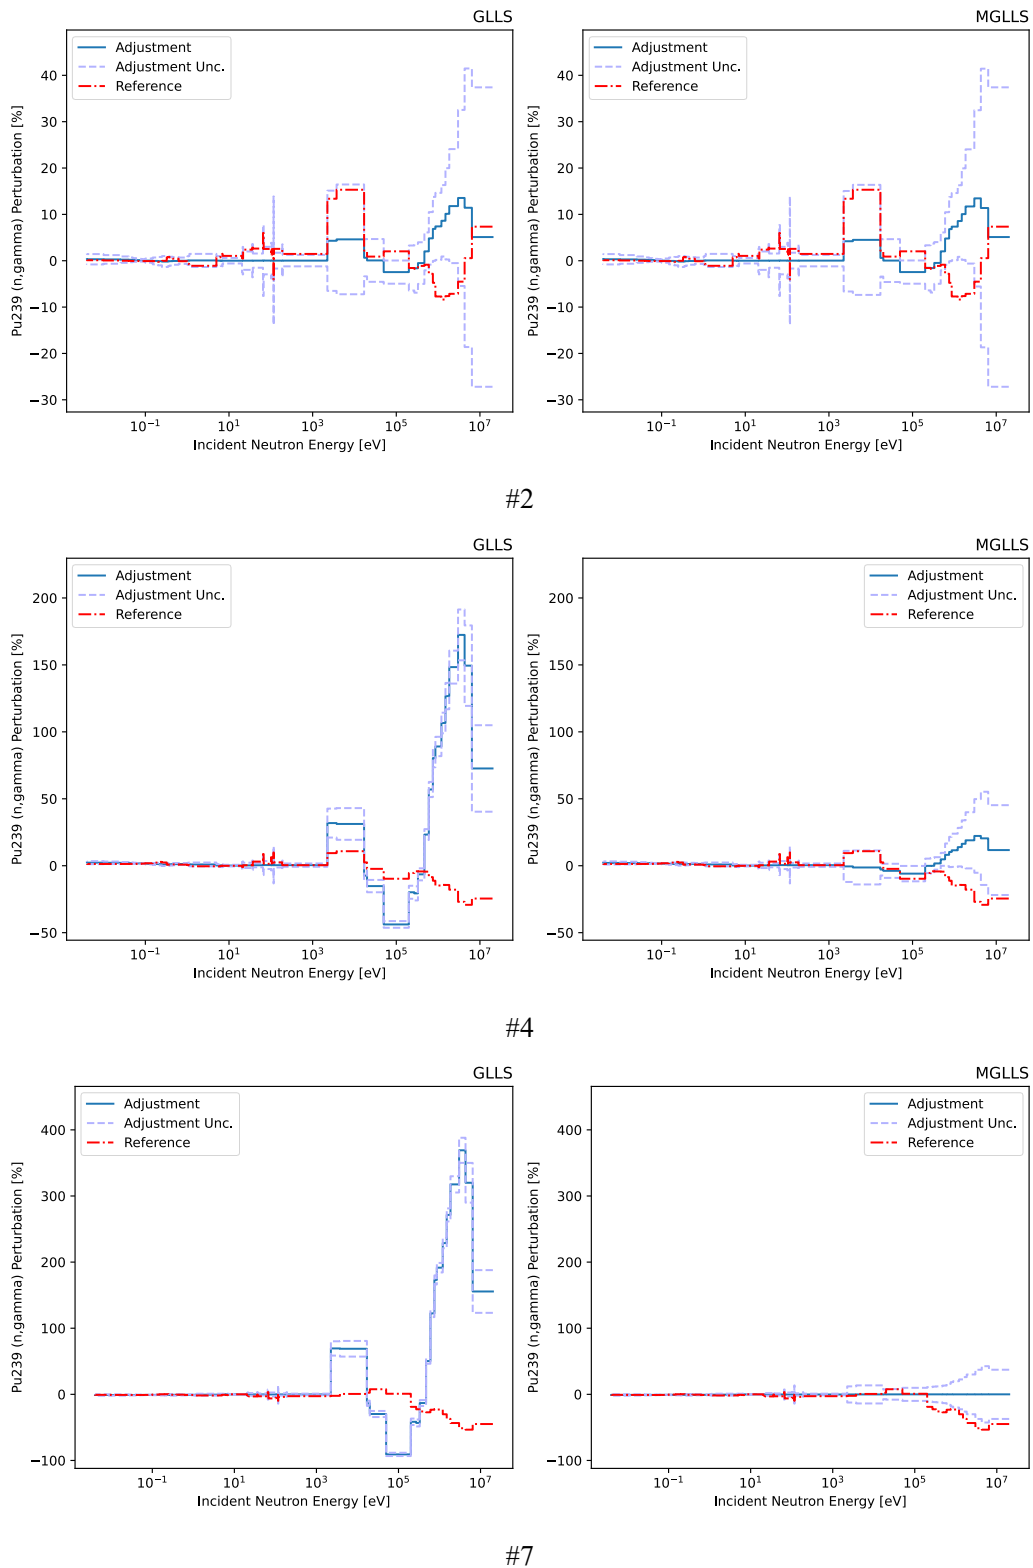 GLLS
Adjustment
Adjustment Unc.
Reference
Pu239 (n,gamma) Perturbation [%]
40
30
20
10
0
−10
−20
−30
10⁻¹ 10¹ 10³ 10⁵ 10⁷
Incident Neutron Energy [eV]
MGLLS
Adjustment
Adjustment Unc.
Reference
Pu239 (n,gamma) Perturbation [%]
40
30
20
10
0
−10
−20
−30
10⁻¹ 10¹ 10³ 10⁵ 10⁷
Incident Neutron Energy [eV]
#2
GLLS
Adjustment
Adjustment Unc.
Reference
Pu239 (n,gamma) Perturbation [%]
200
150
100
50
0
−50
10⁻¹ 10¹ 10³ 10⁵ 10⁷
Incident Neutron Energy [eV]
MGLLS
Adjustment
Adjustment Unc.
Reference
Pu239 (n,gamma) Perturbation [%]
200
150
100
50
0
−50
10⁻¹ 10¹ 10³ 10⁵ 10⁷
Incident Neutron Energy [eV]
#4
GLLS
Adjustment
Adjustment Unc.
Reference
Pu239 (n,gamma) Perturbation [%]
400
300
200
100
0
−100
10⁻¹ 10¹ 10³ 10⁵ 10⁷
Incident Neutron Energy [eV]
MGLLS
Adjustment
Adjustment Unc.
Reference
Pu239 (n,gamma) Perturbation [%]
400
300
200
100
0
−100
10⁻¹ 10¹ 10³ 10⁵ 10⁷
Incident Neutron Energy [eV]
#7